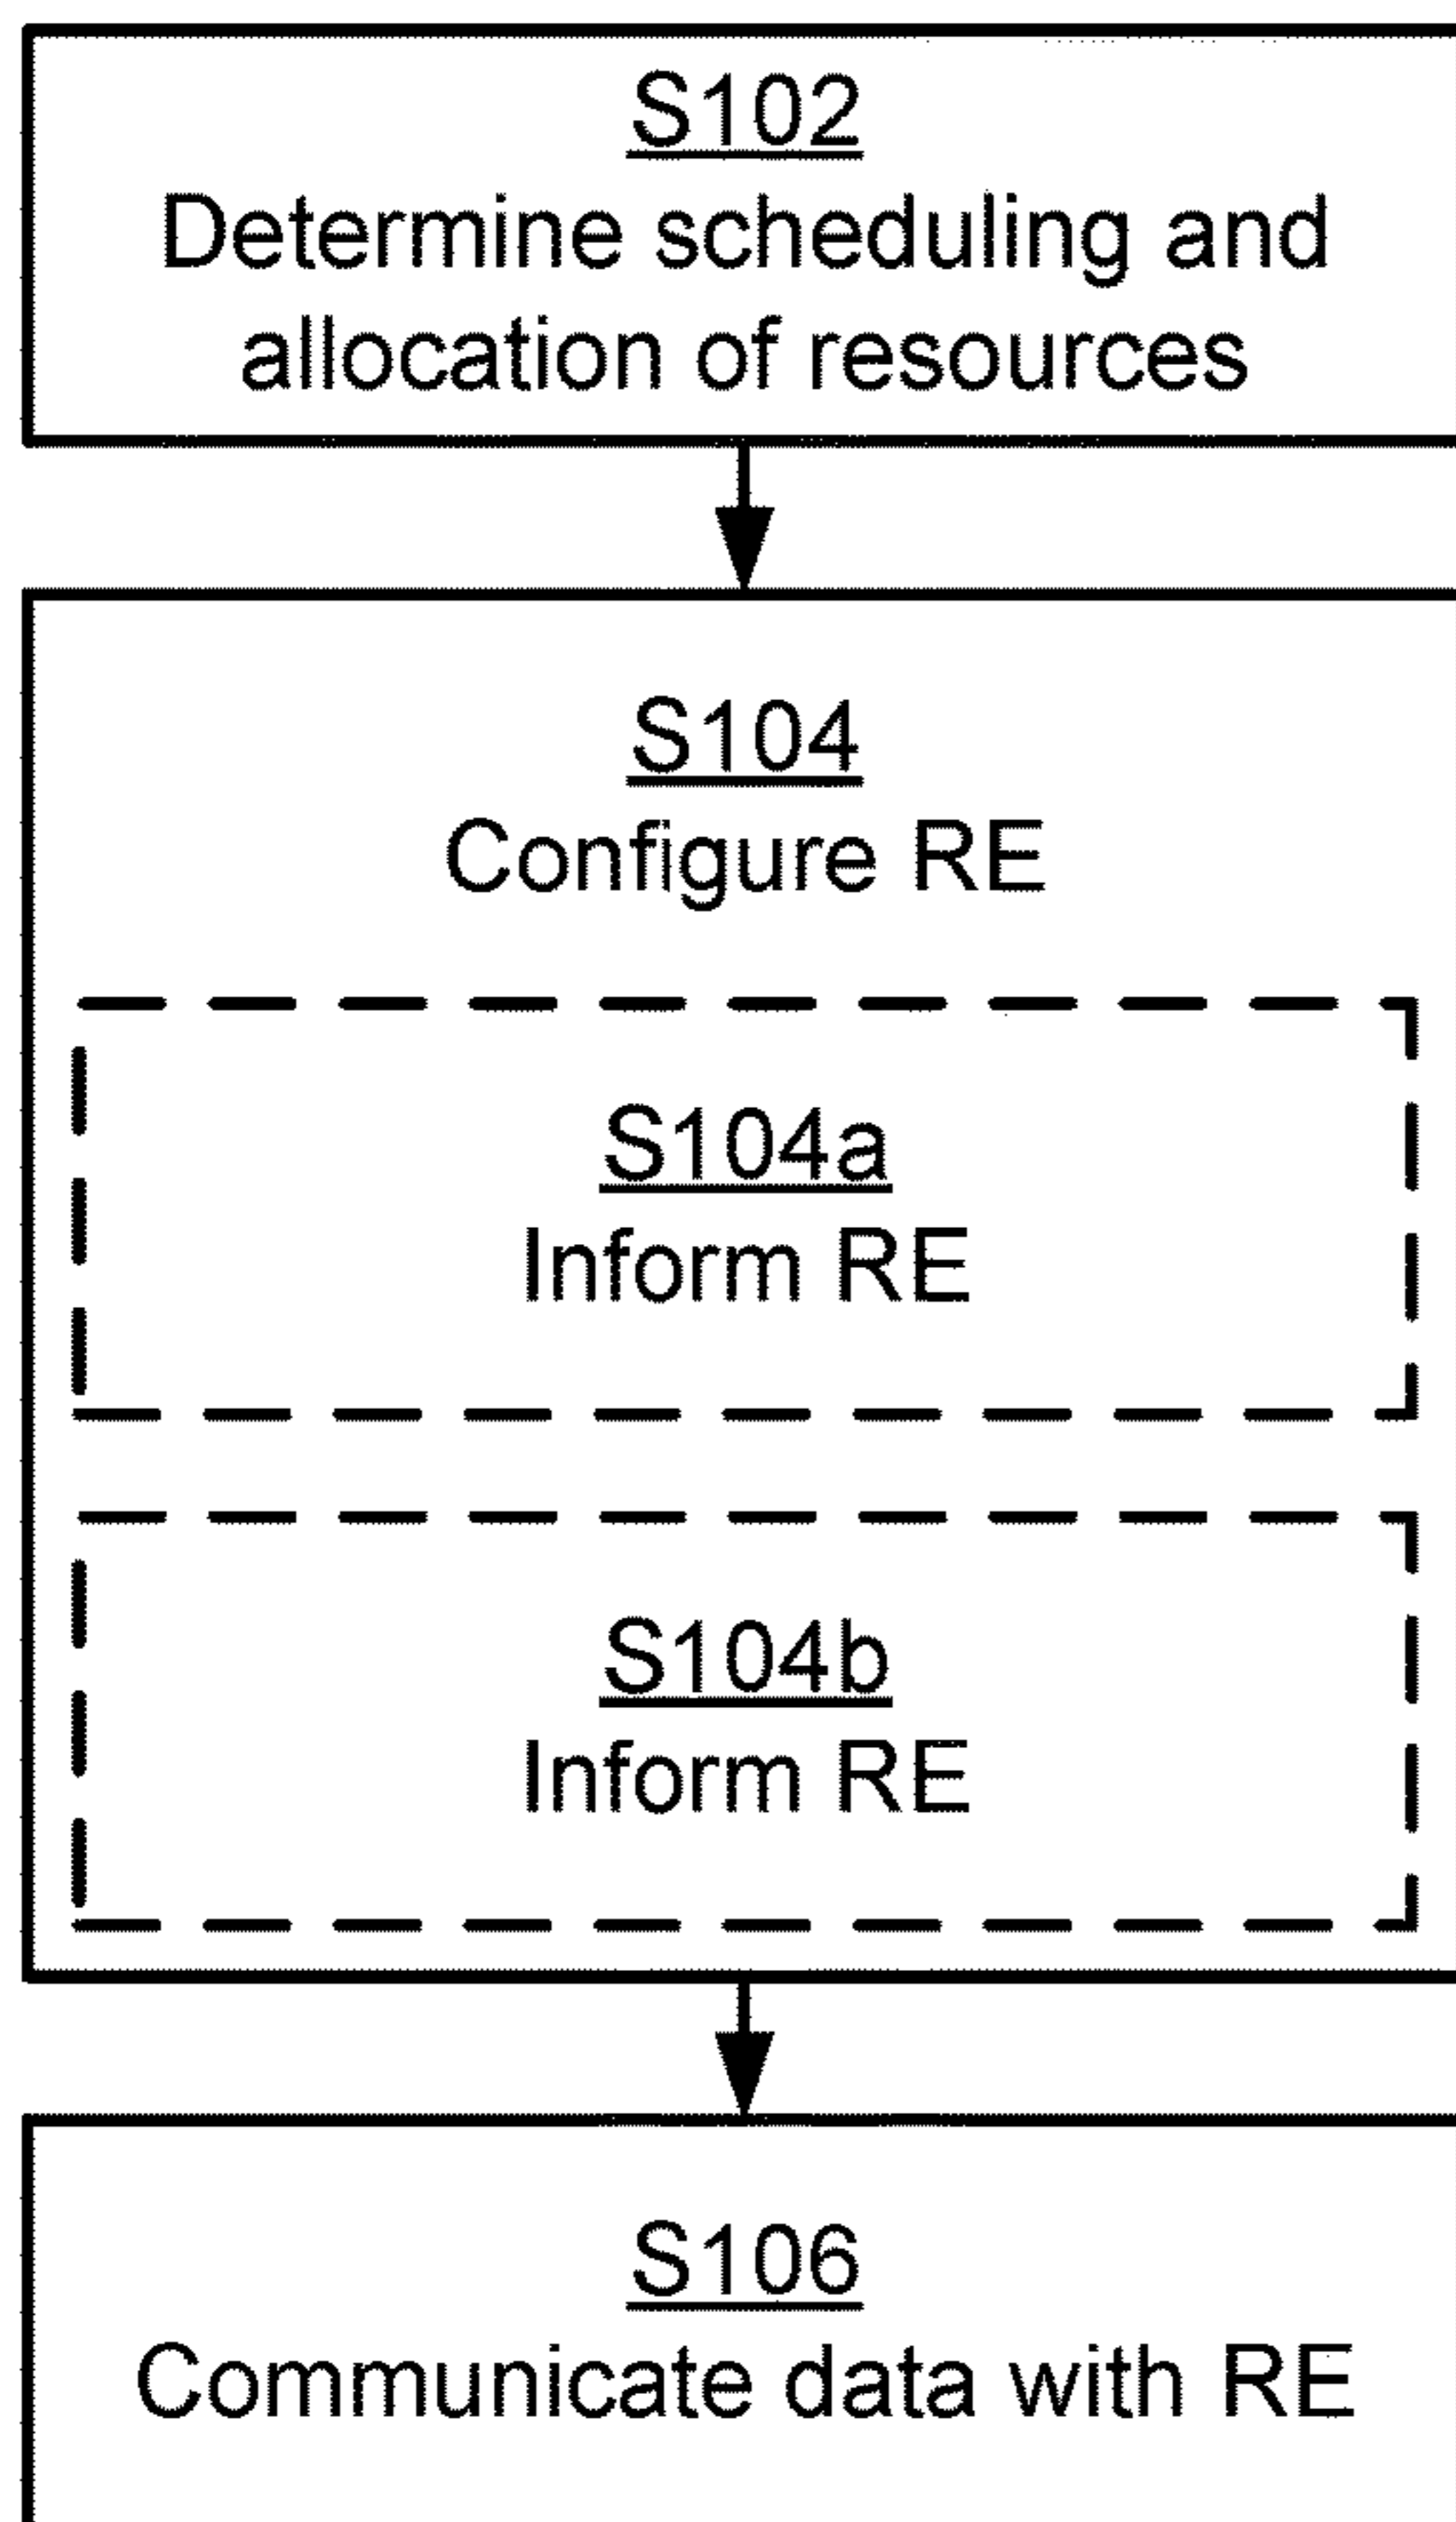 S102
Determine scheduling and
allocation of resources
S104
Configure RE
S104a
Inform RE
S104b
Inform RE
S106
Communicate data with RE